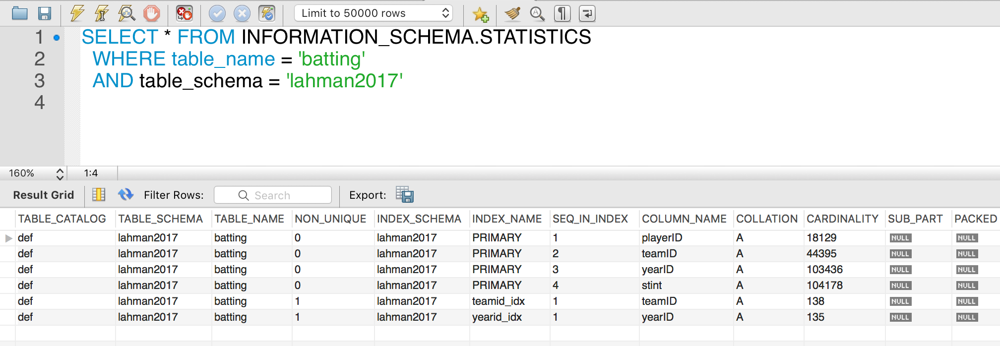 Limit to 50000 rows
1 SELECT * FROM INFORMATION_SCHEMA.STATISTICS
2 WHERE table_name = 'batting'
3 AND table_schema = 'lahman2017'
4
160% 1:4
Result Grid Filter Rows: Search Export:
TABLE_CATALOG TABLE_SCHEMA TABLE_NAME NON_UNIQUE INDEX_SCHEMA INDEX_NAME SEQ_IN_INDEX COLUMN_NAME COLLATION CARDINALITY SUB_PART PACKED
def lahman2017 batting 0 lahman2017 PRIMARY 1 playerID A 18129 NULL NULL
def lahman2017 batting 0 lahman2017 PRIMARY 2 teamID A 44395 NULL NULL
def lahman2017 batting 0 lahman2017 PRIMARY 3 yearID A 103436 NULL NULL
def lahman2017 batting 0 lahman2017 PRIMARY 4 stint A 104178 NULL NULL
def lahman2017 batting 1 lahman2017 teamid_idx 1 teamID A 138 NULL NULL
def lahman2017 batting 1 lahman2017 yearid_idx 1 yearID A 135 NULL NULL